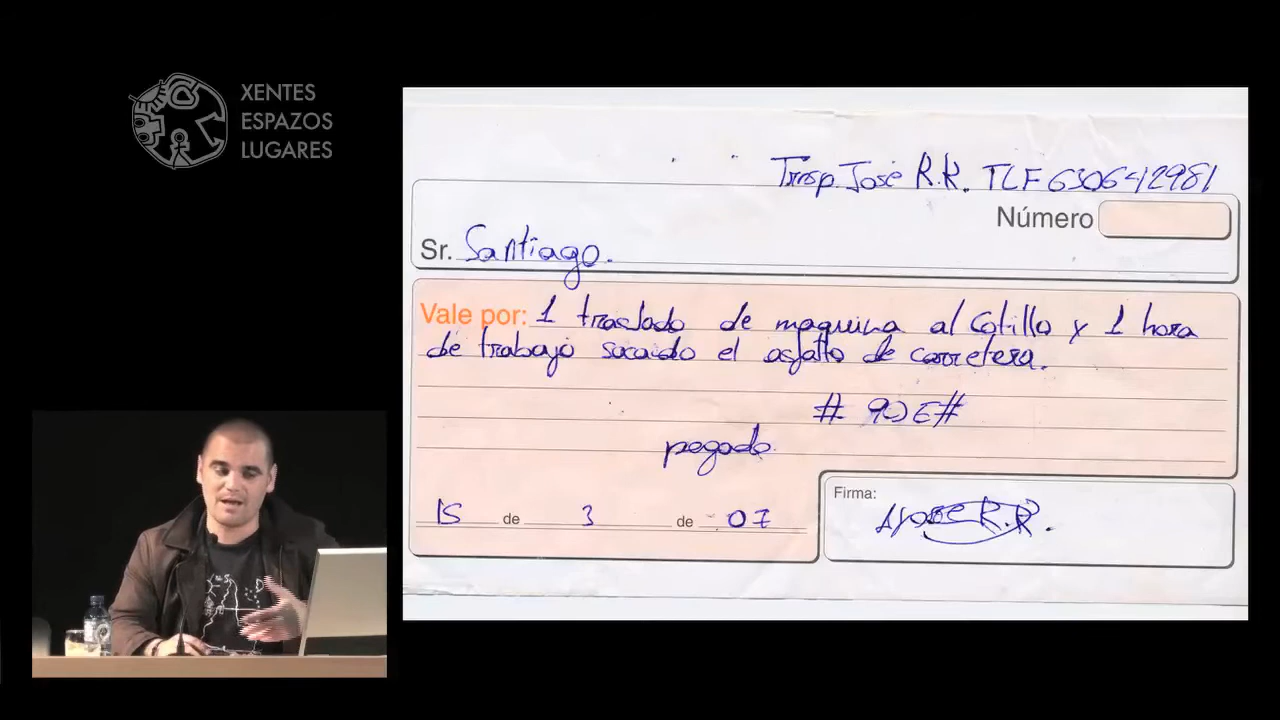 XENTES
ESPAZOS
LUGARES
Trnsp. José R.R. TLF 630642981
Número
Sr. Santiago.
Vale por: 1 traslado de maquina al Cotillo y 1 hora
de trabajo sacando el asfalto de carretera.
# 90 E #
pagado.
15 de 3 de 07
Firma:
José R.R.